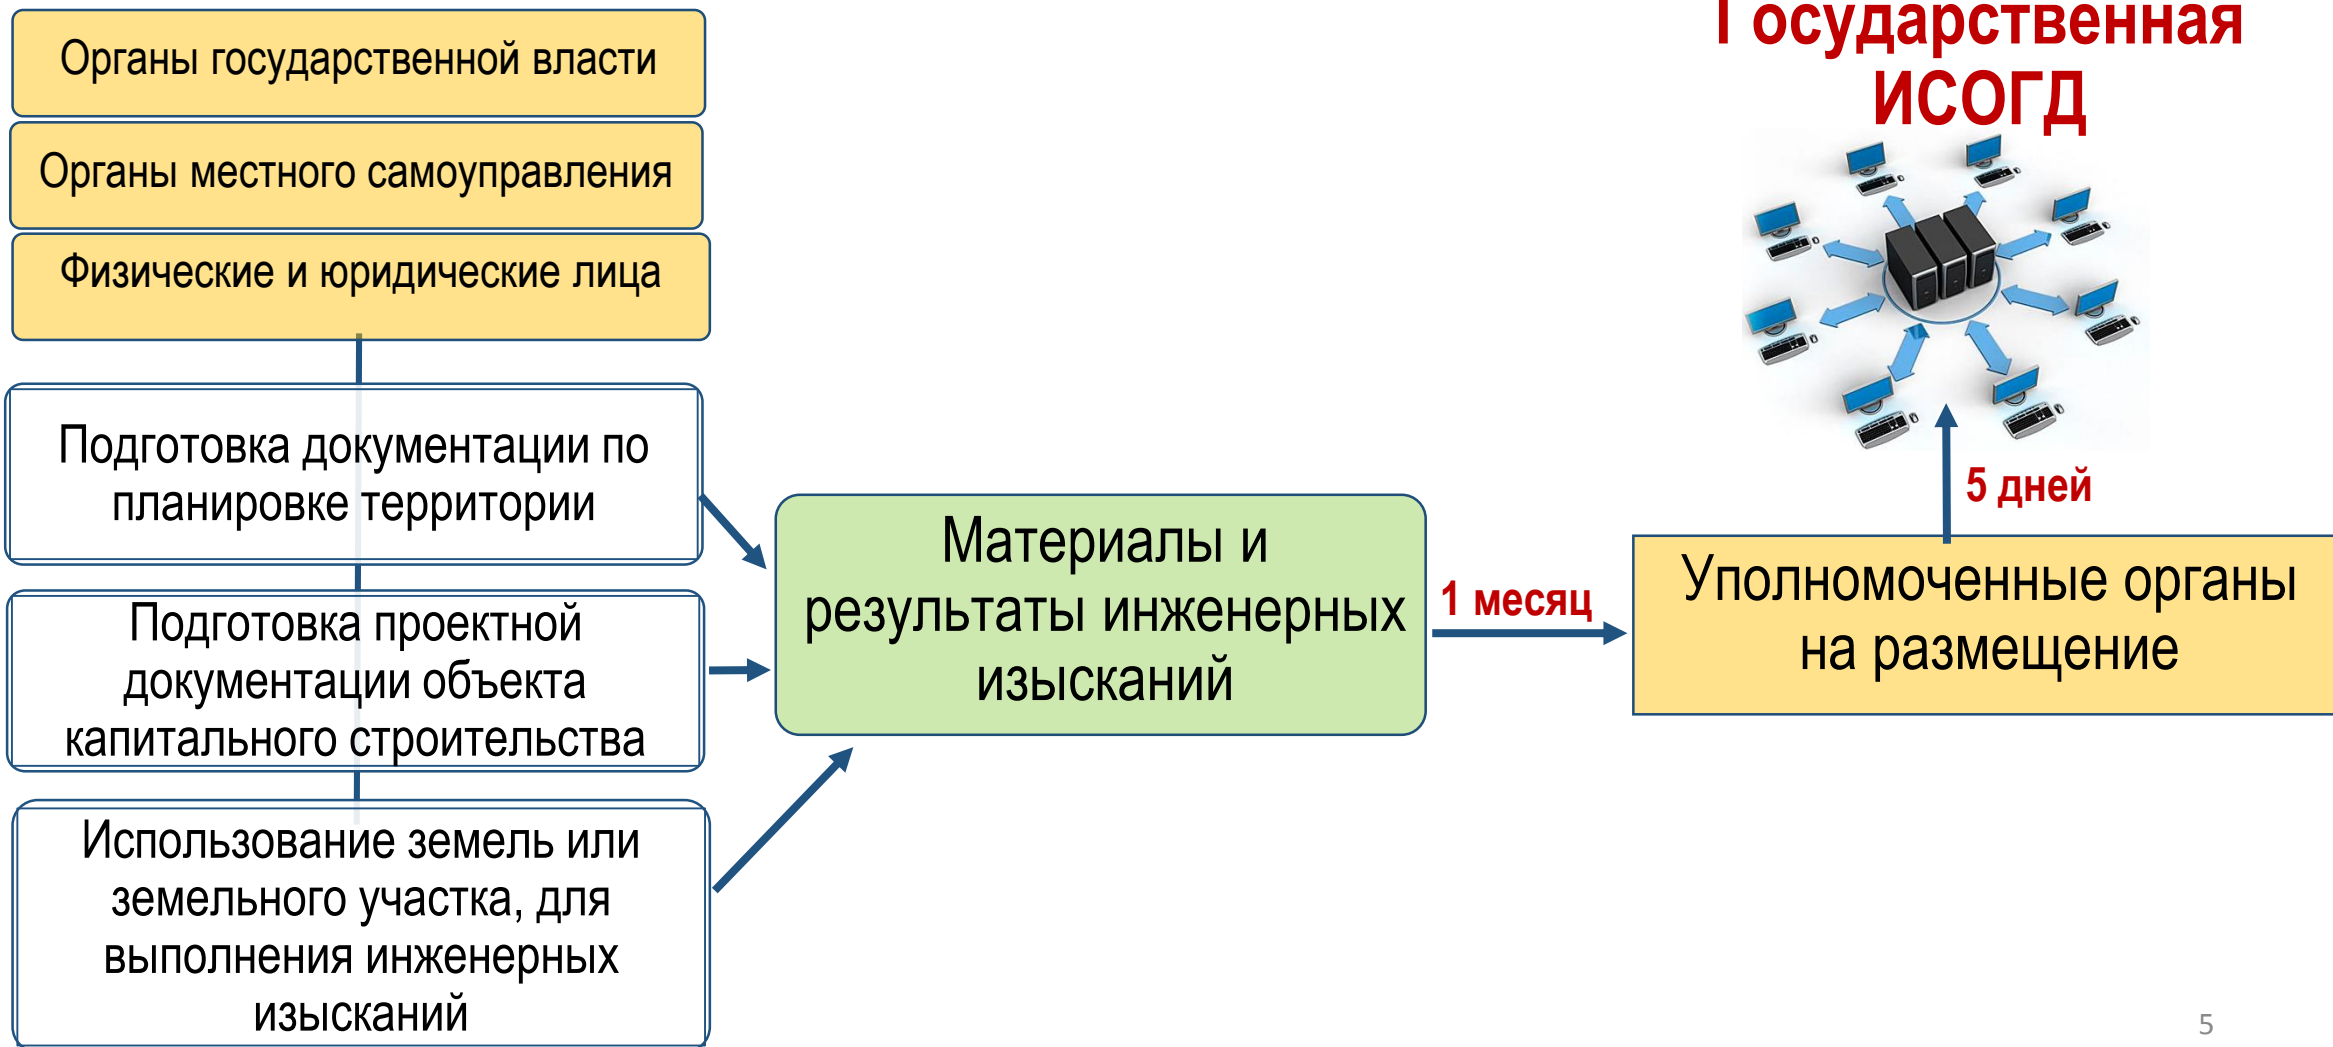 Органы государственной власти
Органы местного самоуправления
Физические и юридические лица
Подготовка документации по
планировке территории
Подготовка проектной
документации объекта
капитального строительства
Использование земель или
земельного участка, для
выполнения инженерных
изысканий
Материалы и
результаты инженерных
изысканий
1 месяц
Уполномоченные органы
на размещение
5 дней
Государственная
ИСОГД
5